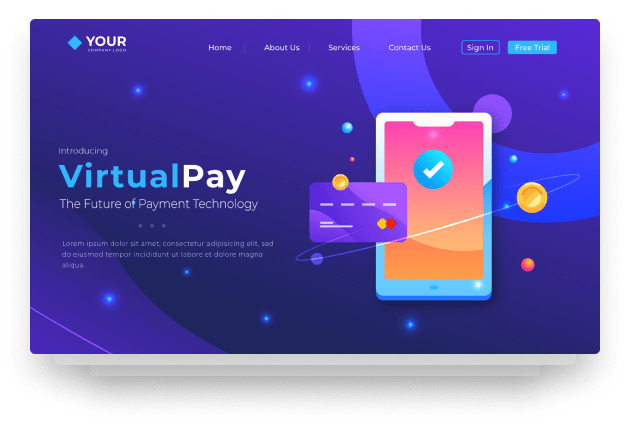 YOUR
COMPANY LOGO
Home
About Us
Services
Contact Us
Sign In
Free Trial
Introducing
VirtualPay
The Future of Payment Technology
Lorem ipsum dolor sit amet, consectetur adipisicing elit, sed
do eiusmod tempor incididunt ut labore et dolore magna
aliqua.